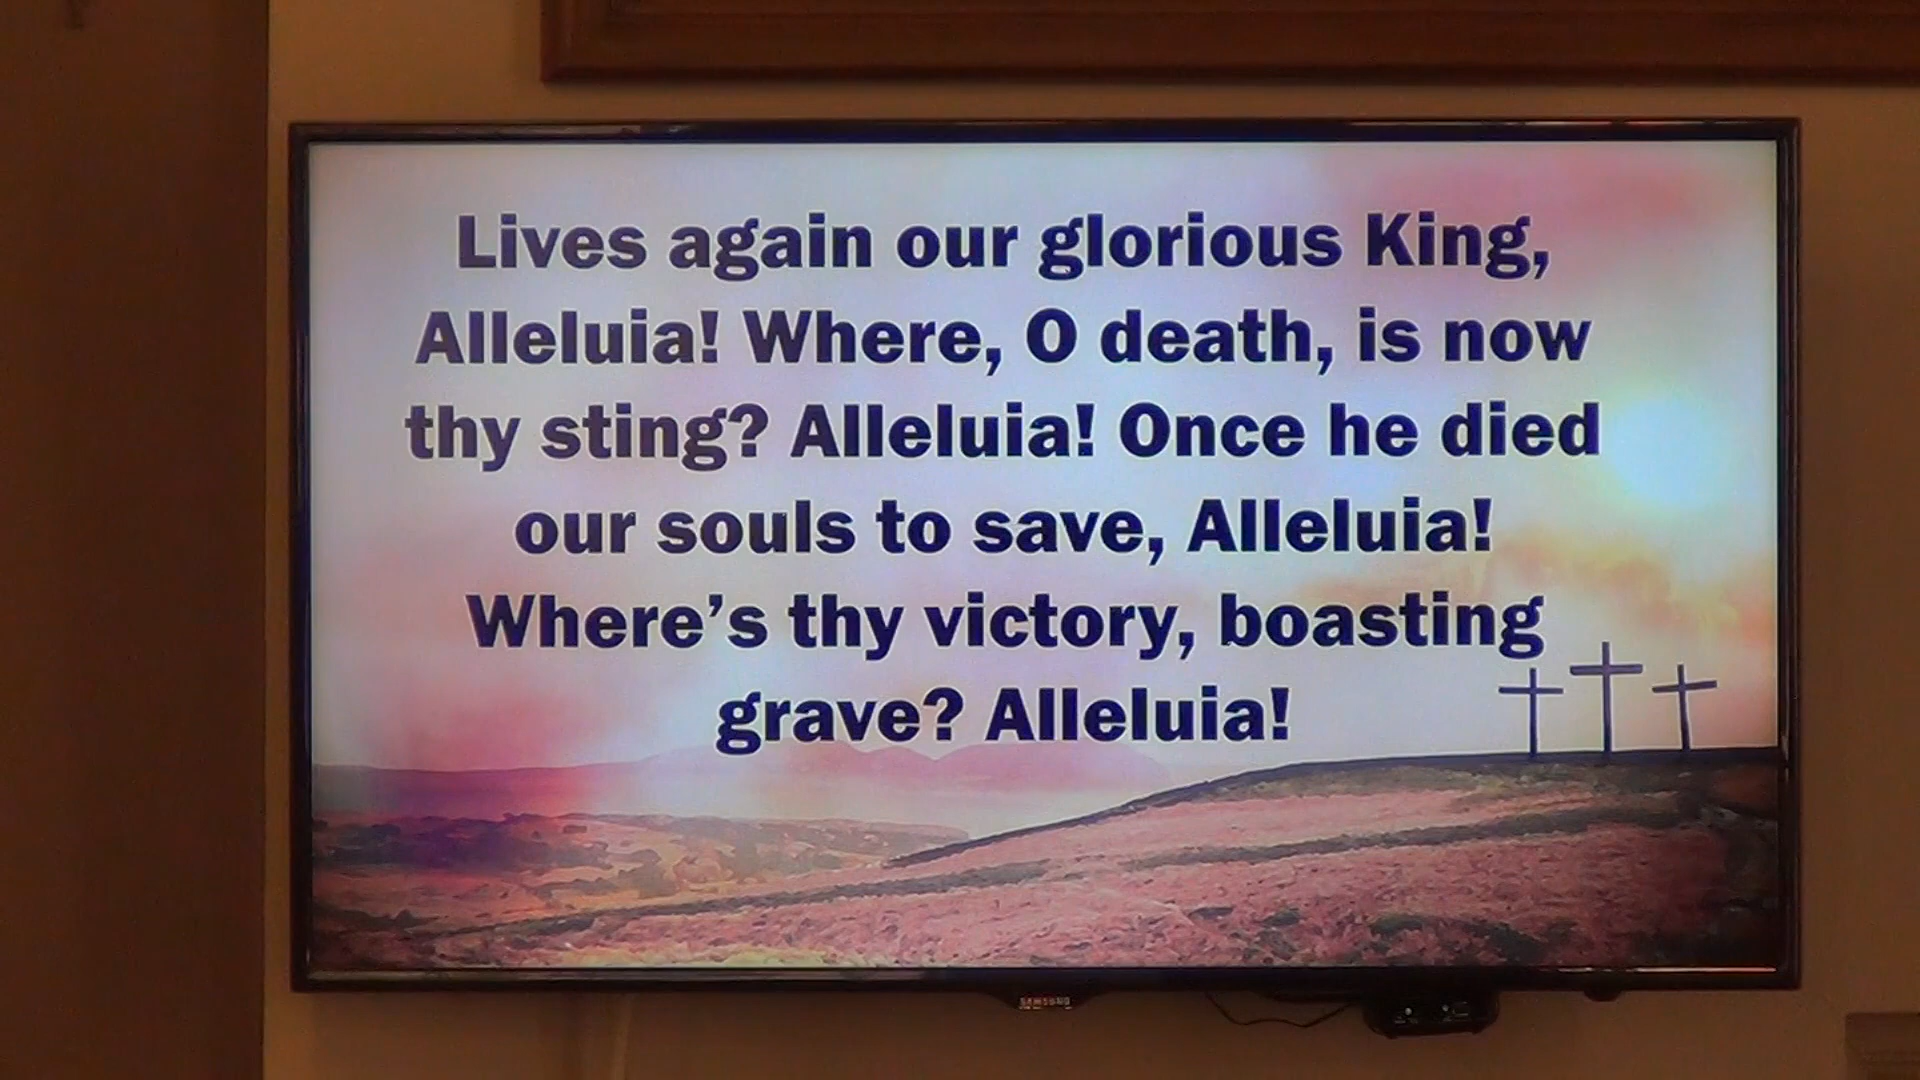 Lives again our glorious King,
Alleluia! Where, O death, is now
thy sting? Alleluia! Once he died
our souls to save, Alleluia!
Where’s thy victory, boasting
grave? Alleluia!
SAMSUNG